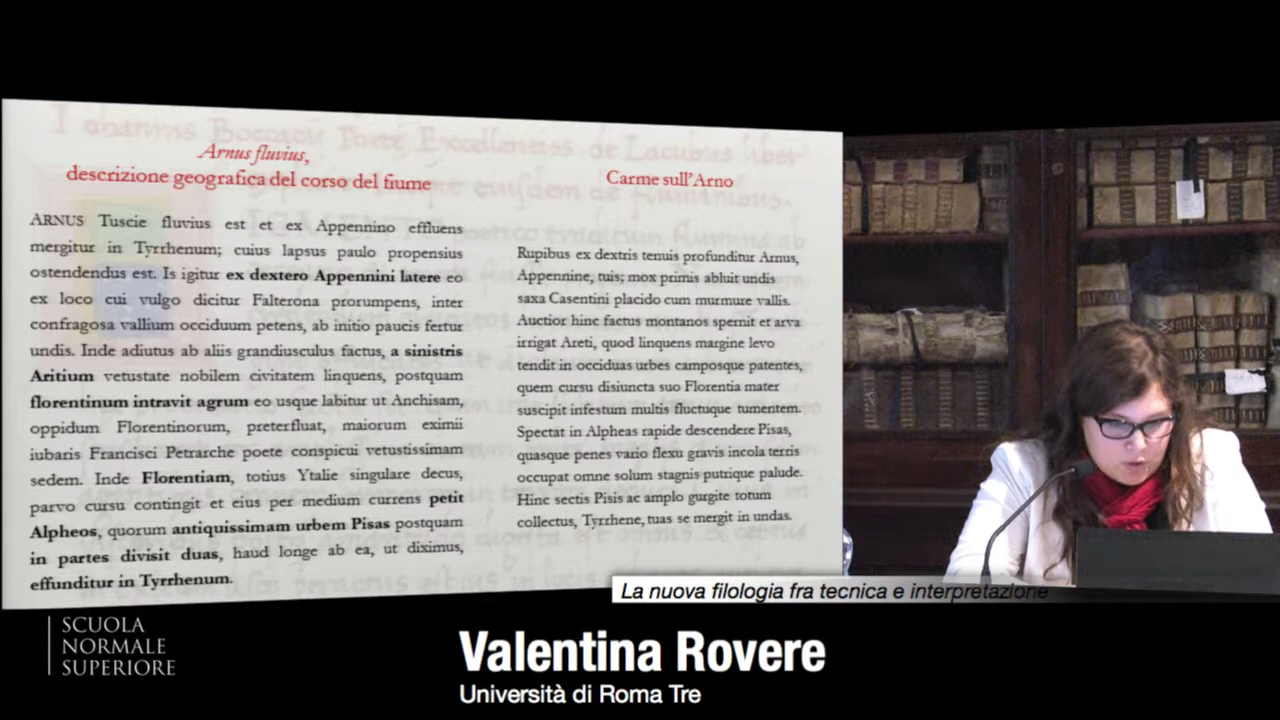 Arnus fluvius,
descrizione geografica del corso del fiume
ARNUS Tuscie fluvius est et ex Appennino effluens
mergitur in Tyrrhenum; cuius lapsus paulo propensius
ostendendus est. Is igitur ex dextero Appennini latere eo
ex loco cui vulgo dicitur Falterona prorumpens, inter
confragosa vallium occiduum petens, ab initio paucis fertur
undis. Inde adiutus ab aliis grandiusculus factus, a sinistris
Aritium vetustate nobilem civitatem linquens, postquam
florentinum intravit agrum eo usque labitur ut Anchisam,
oppidum Florentinorum, preterfluat, maiorum eximii
iubaris Francisci Petrarche poete conspicui vetustissimam
sedem. Inde Florentiam, totius Ytalie singulare decus,
parvo cursu contingit et eius per medium currens petit
Alpheos, quorum antiquissimam urbem Pisas postquam
in partes divisit duas, haud longe ab ea, ut diximus,
effunditur in Tyrrhenum.
Carme sull'Arno
Rupibus ex dextris tenuis profunditur Arnus,
Appennine, tuis; mox primis abluit undis
saxa Casentini placido cum murmure vallis.
Auctior hinc factus montanos spernit et arva
irrigat Areti, quod linquens margine levo
tendit in occiduas urbes camposque patentes,
quem cursu disiuncta suo Florentia mater
suscipit infestum multis fluctuque tumentem.
Spectat in Alpheas rapide descendere Pisas,
quasque penes vario flexu gravis incola terris
occupat omne solum stagnis putrique palude.
Hinc sectis Pisis ac amplo gurgite totum
collectus, Tyrrhene, tuas se mergit in undas.
La nuova filologia fra tecnica e interpretazione
SCUOLA
NORMALE
SUPERIORE
Valentina Rovere
Università di Roma Tre